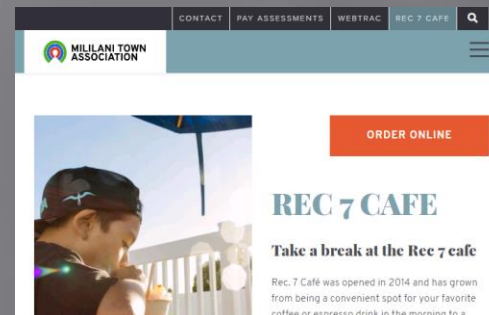 CONTACT PAY ASSESSMENTS WEBTRAC REC 7 CAFE
MILILANI TOWN
ASSOCIATION
ORDER ONLINE
REC 7 CAFE
Take a break at the Rec 7 cafe
Rec. 7 Café was opened in 2014 and has grown
from being a convenient spot for your favorite
coffee or espresso drink in the morning to a